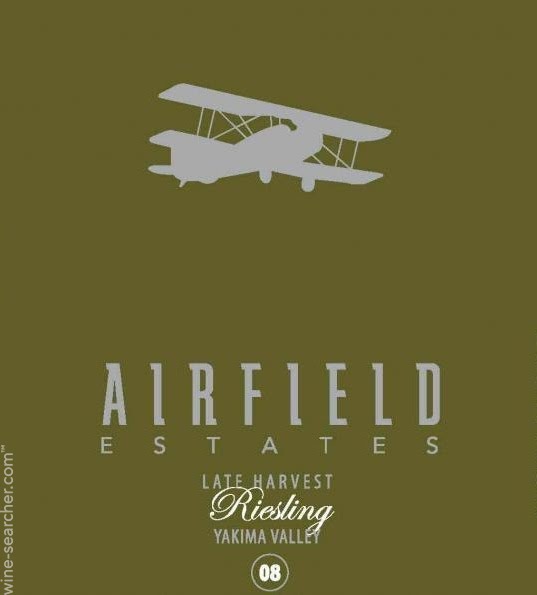 AIRFIELD
ESTATES
LATE HARVEST
Riesling
YAKIMA VALLEY
08
wine-searcher.com™